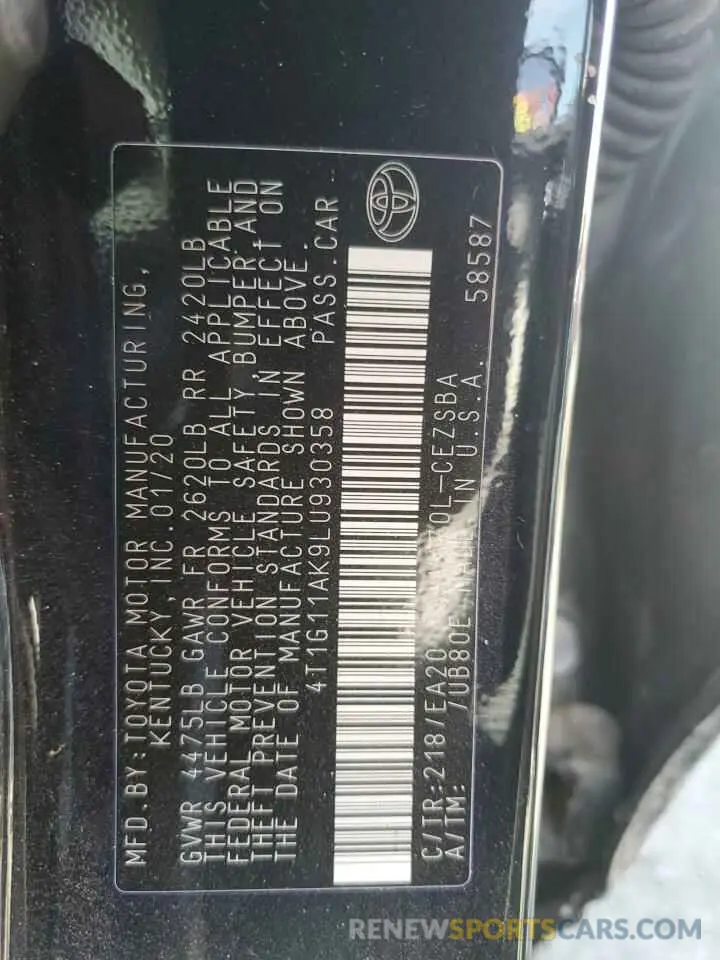 MFD.BY:TOYOTA MOTOR MANUFACTURING,
KENTUCKY,INC.01/20
GVWR 4475LB GAWR FR 2620LB RR 2420LB
THIS VEHICLE CONFORMS TO ALL APPLICABLE
FEDERAL MOTOR VEHICLE SAFETY BUMPER,AND
THEFT PREVENTION STANDARDS IN EFFECT ON
THE DATE OF MANUFACTURE SHOWN ABOVE.
4T1G11AK9LU930358 PASS.CAR
C/TR:218/EA20
A/TM: /UB80E MADE IN U.S.A. 58587
RENEWSPORTSCARS.COM